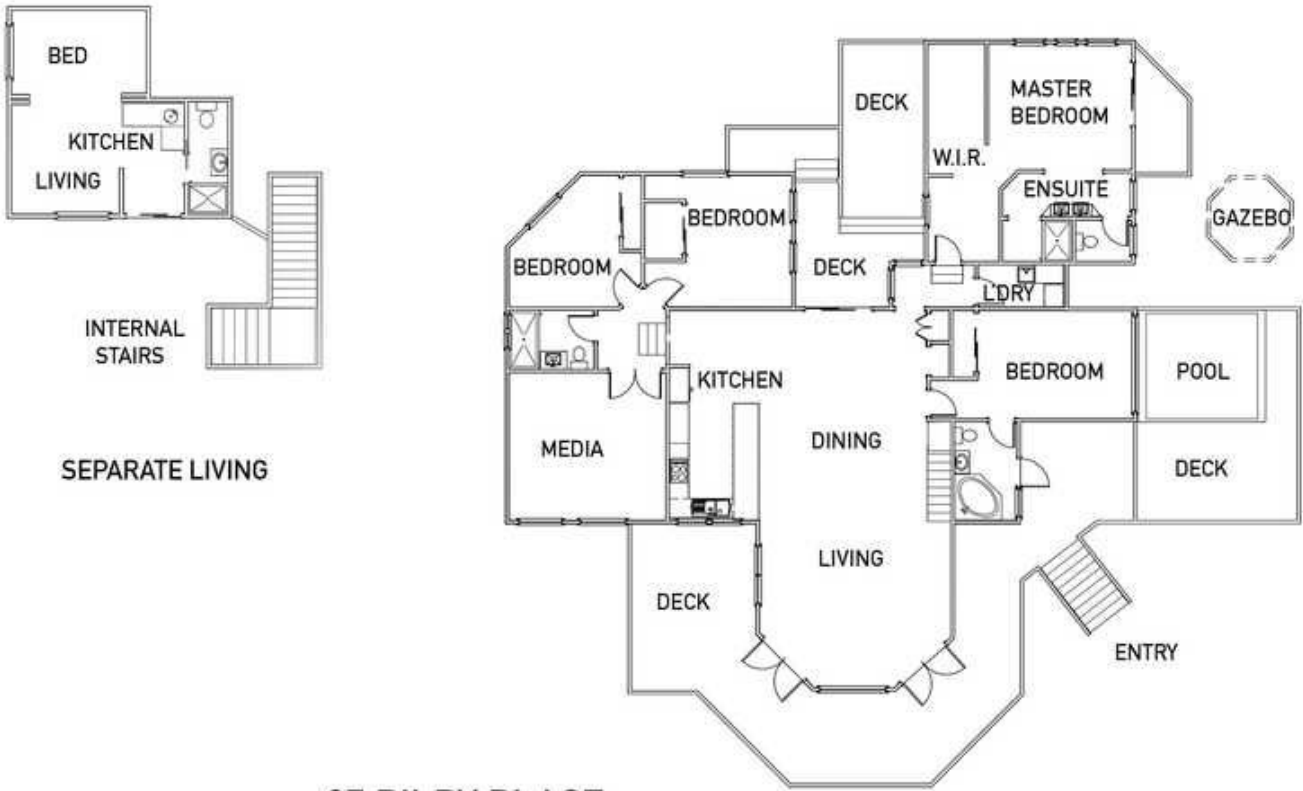 BED
KITCHEN
LIVING
INTERNAL
STAIRS
SEPARATE LIVING
DECK
MASTER
BEDROOM
W.I.R.
ENSUITE
GAZEBO
BEDROOM
BEDROOM
DECK
L'DRY
KITCHEN
BEDROOM
POOL
MEDIA
DINING
DECK
LIVING
DECK
ENTRY